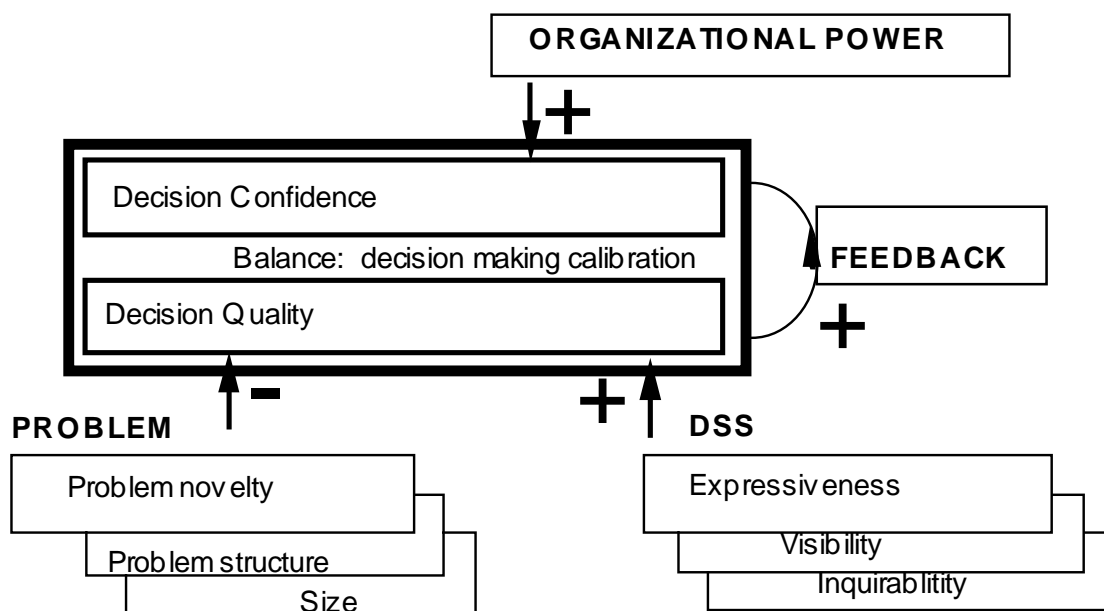 ORGANIZATIONAL POWER
+
Decision Confidence
Balance: decision making calibration
FEEDBACK
Decision Quality
+
-
+
PROBLEM
DSS
Problem novelty
Expressiveness
Problem structure
Visibility
Size
Inquirablitity